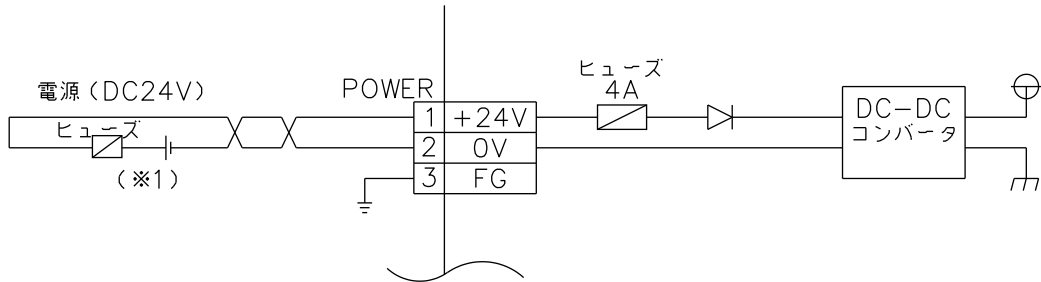 電源(DC24V)
ヒューズ
(※1)
POWER
1 +24V
2 0V
3 FG
ヒューズ
4A
DC-DC
コンバータ